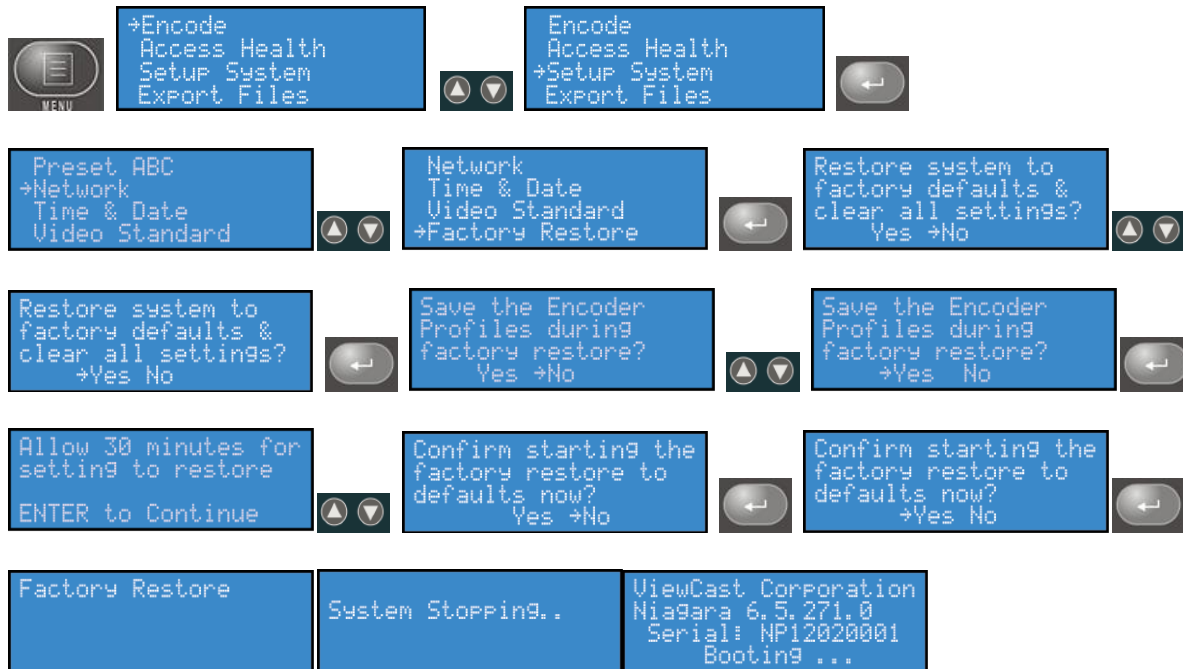 MENU
→Encode
Access Health
Setup System
Export Files
Encode
Access Health
→Setup System
Export Files
Preset ABC
→Network
Time & Date
Video Standard
Network
Time & Date
Video Standard
→Factory Restore
Restore system to
factory defaults &
clear all settings?
Yes →No
Restore system to
factory defaults &
clear all settings?
→Yes No
Save the Encoder
Profiles during
factory restore?
Yes →No
Save the Encoder
Profiles during
factory restore?
→Yes No
Allow 30 minutes for
setting to restore
ENTER to Continue
Confirm starting the
factory restore to
defaults now?
Yes →No
Confirm starting the
factory restore to
defaults now?
→Yes No
Factory Restore
System Stopping..
ViewCast Corporation
Niagara 6.5.271.0
Serial: NP12020001
Booting ...